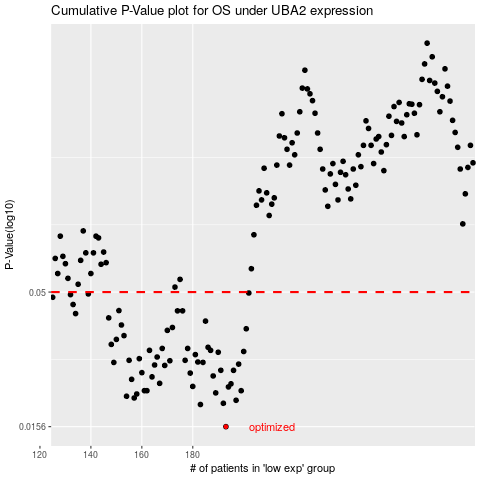 Cumulative P-Value plot for OS under UBA2 expression
P-Value(log10)
0.05
0.0156
optimized
120 140 160 180
# of patients in 'low exp' group